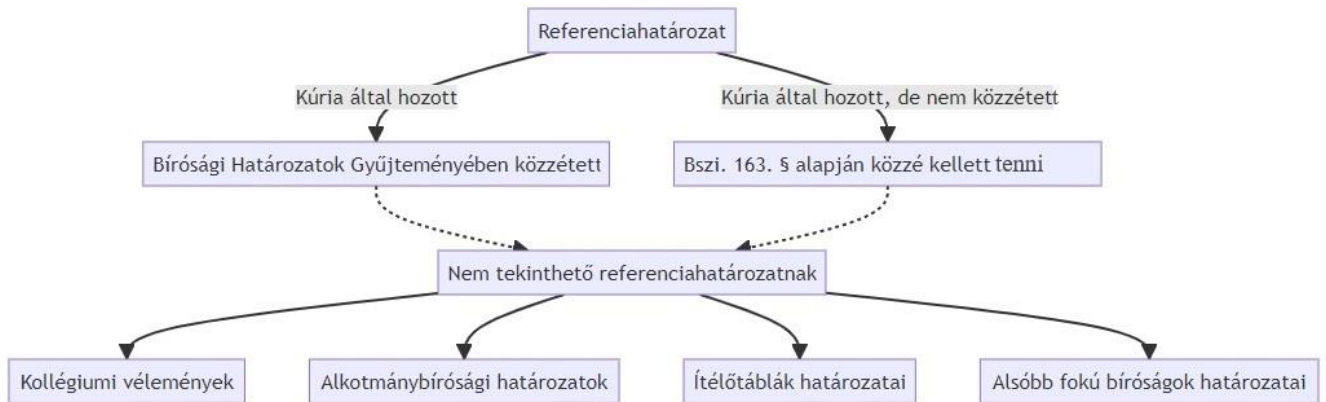 Referenciahatározat
Kúria által hozott
Kúria által hozott, de nem közzétett
Bírósági Határozatok Gyűjteményében közzétett
Bszi. 163. § alapján közzé kellett tenni
Nem tekinthető referenciahatározatnak
Kollégiumi vélemények
Alkotmánybírósági határozatok
Ítélőtáblák határozatai
Alsóbb fokú bíróságok határozatai